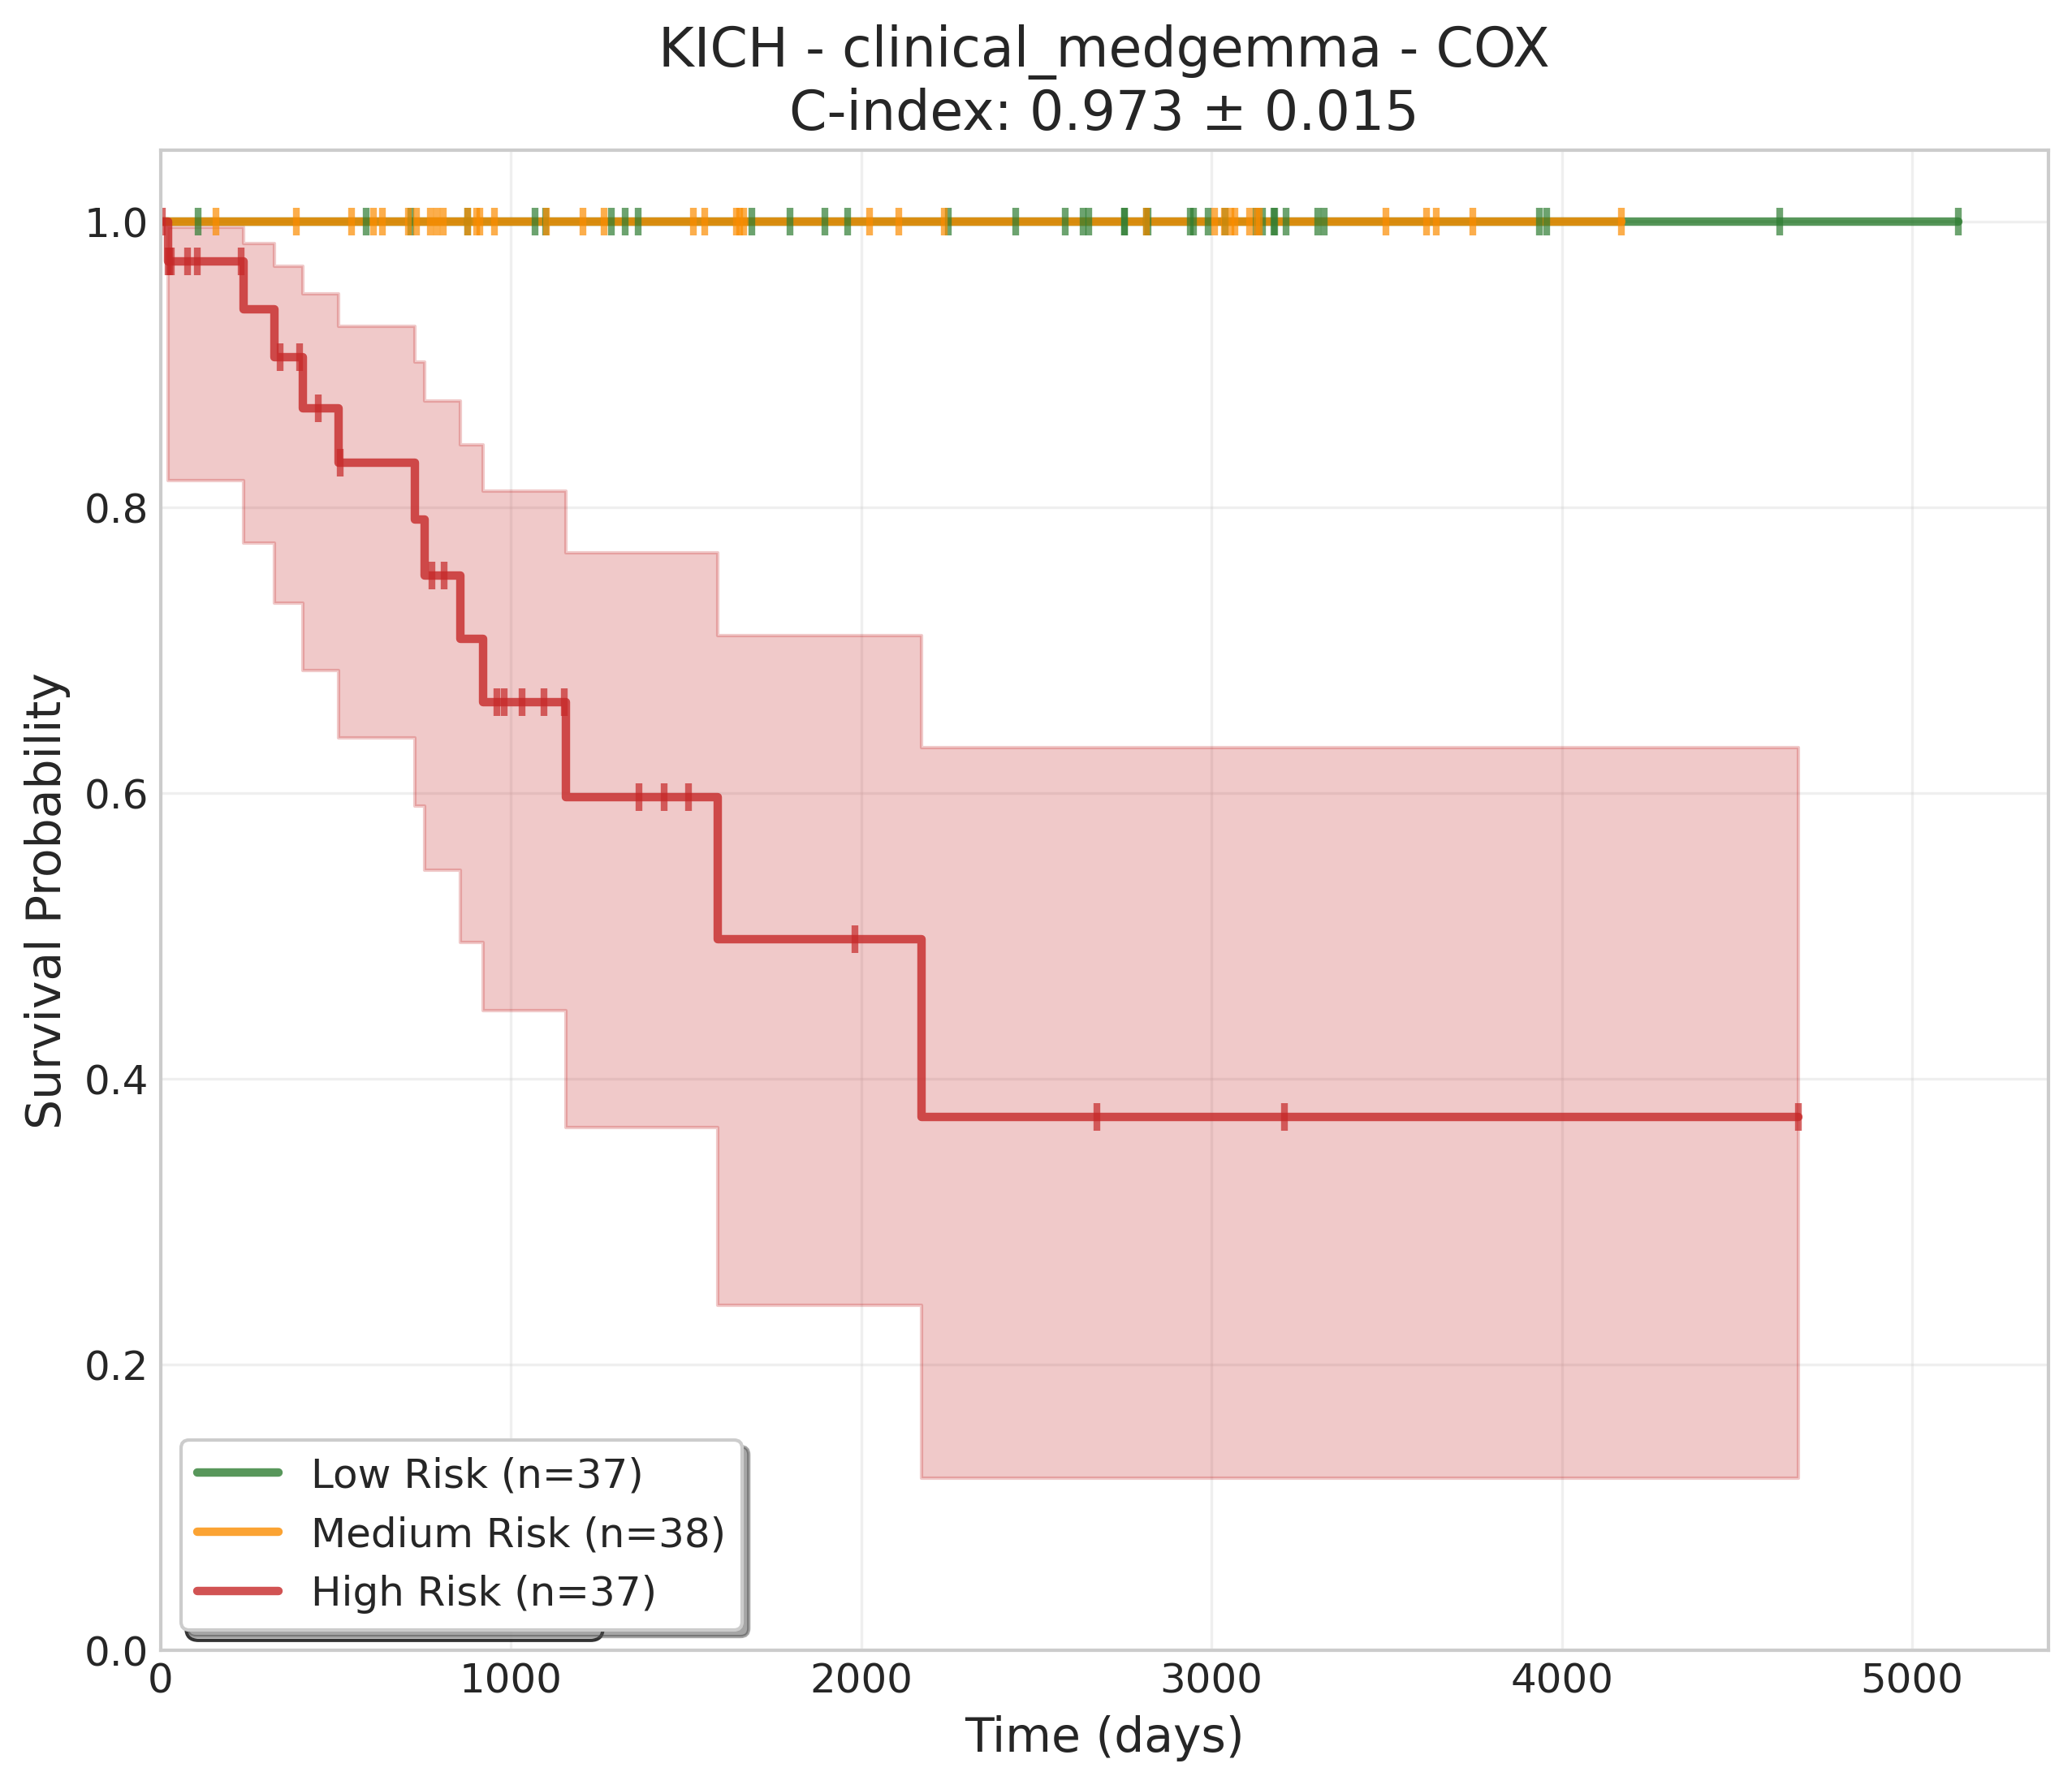 KICH - clinical_medgemma - COX
C-index: 0.973 ± 0.015
Survival Probability
1.0
0.8
0.6
0.4
0.2
0.0
Low Risk (n=37)
Medium Risk (n=38)
High Risk (n=37)
0 1000 2000 3000 4000 5000
Time (days)